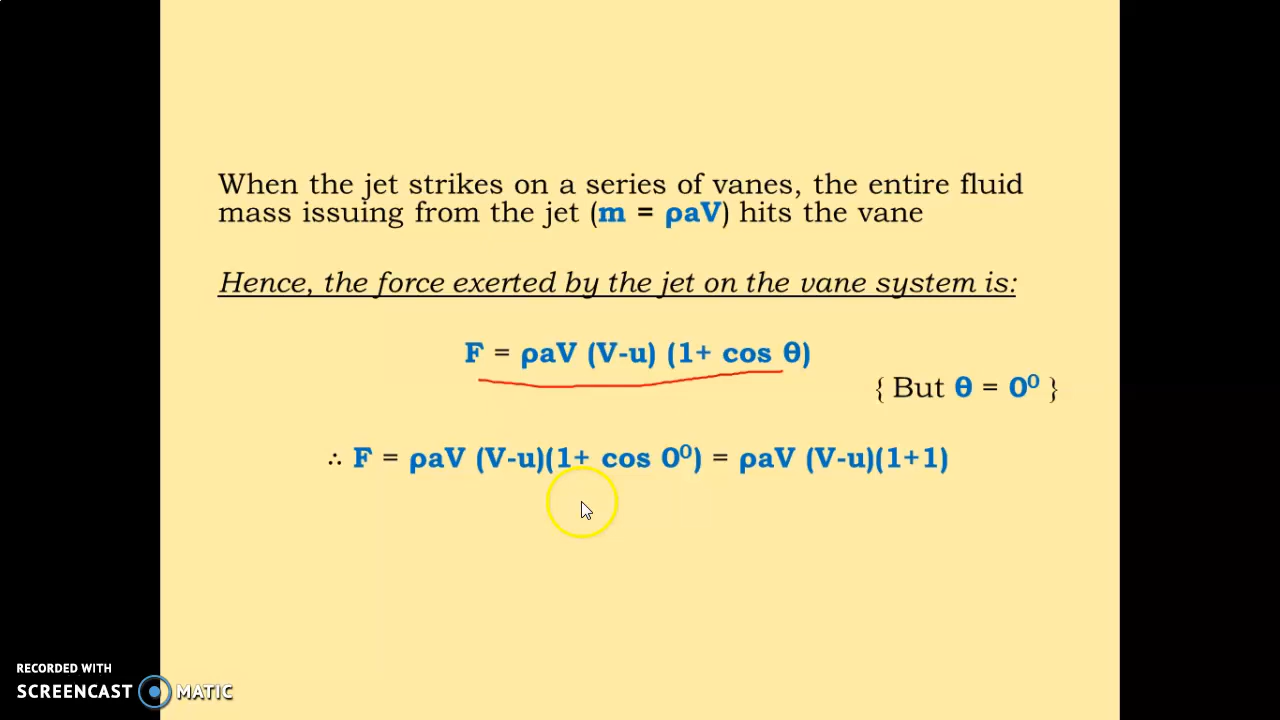 When the jet strikes on a series of vanes, the entire fluid
mass issuing from the jet (m = ρaV) hits the vane
Hence, the force exerted by the jet on the vane system is:
F = ρaV (V-u) (1+ cos θ)
{ But θ = 0⁰ }
∴ F = ρaV (V-u)(1+ cos 0⁰) = ρaV (V-u)(1+1)
RECORDED WITH
SCREENCAST MATIC